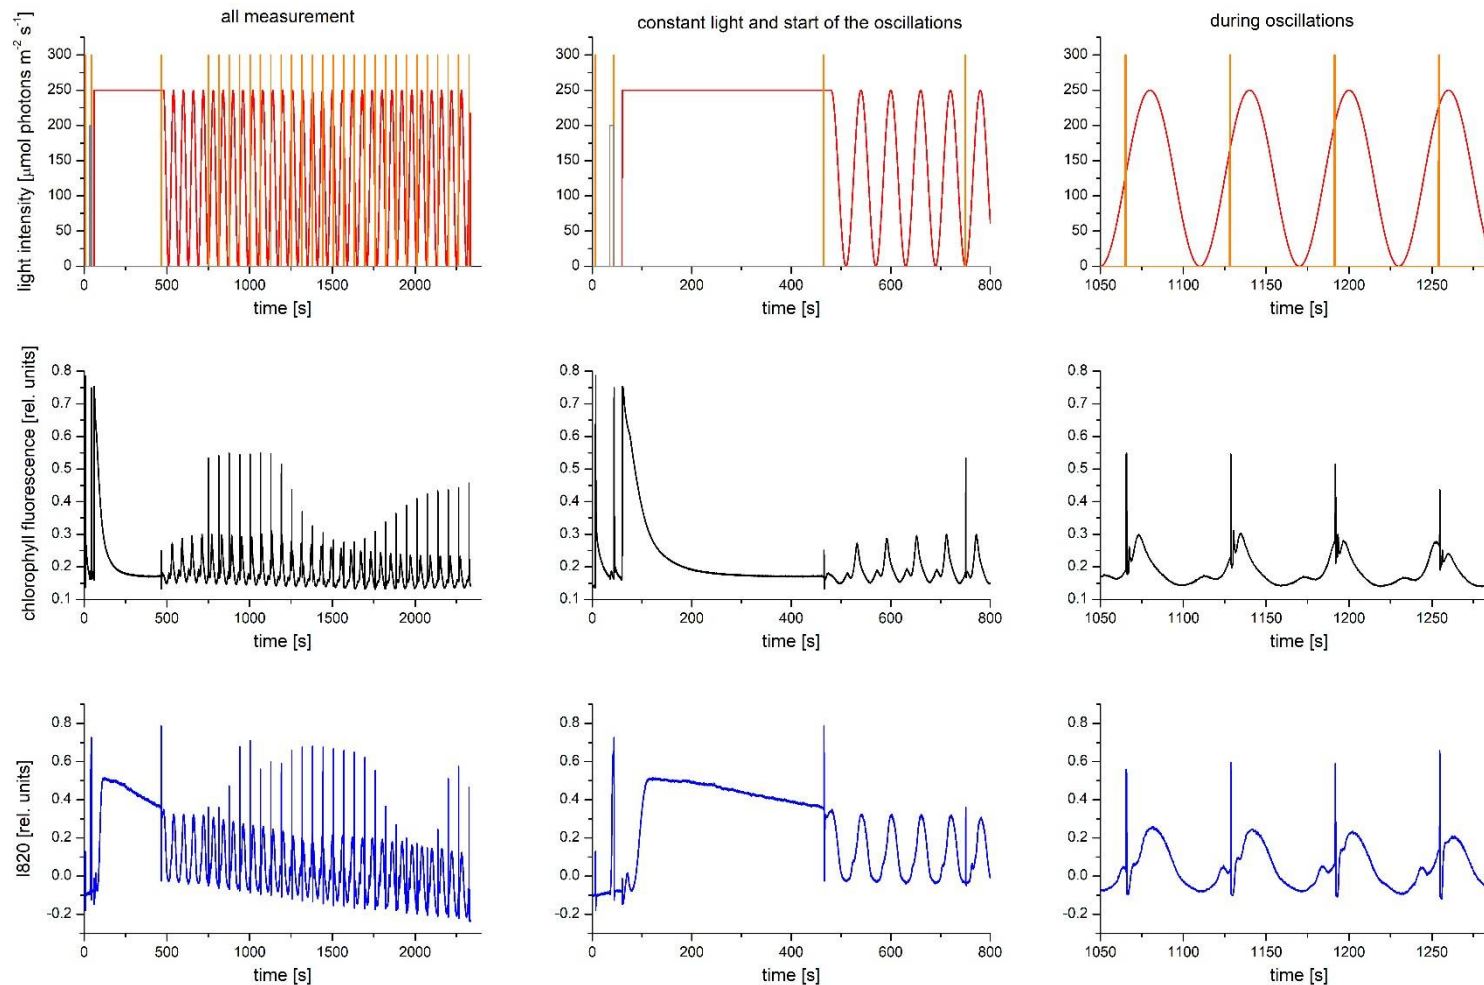 all measurement
constant light and start of the oscillations
during oscillations
light intensity [µmol photons m⁻² s⁻¹]
300
250
200
150
100
50
0
0 500 1000 1500 2000
time [s]
300
250
200
150
100
50
0
0 200 400 600 800
time [s]
300
250
200
150
100
50
0
1050 1100 1150 1200 1250
time [s]
chlorophyll fluorescence [rel. units]
0.8
0.7
0.6
0.5
0.4
0.3
0.2
0.1
0 500 1000 1500 2000
time [s]
0.8
0.7
0.6
0.5
0.4
0.3
0.2
0.1
0 200 400 600 800
time [s]
0.8
0.7
0.6
0.5
0.4
0.3
0.2
0.1
1050 1100 1150 1200 1250
time [s]
I820 [rel. units]
0.8
0.6
0.4
0.2
0.0
-0.2
0 500 1000 1500 2000
time [s]
0.8
0.6
0.4
0.2
0.0
-0.2
0 200 400 600 800
time [s]
0.8
0.6
0.4
0.2
0.0
-0.2
1050 1100 1150 1200 1250
time [s]